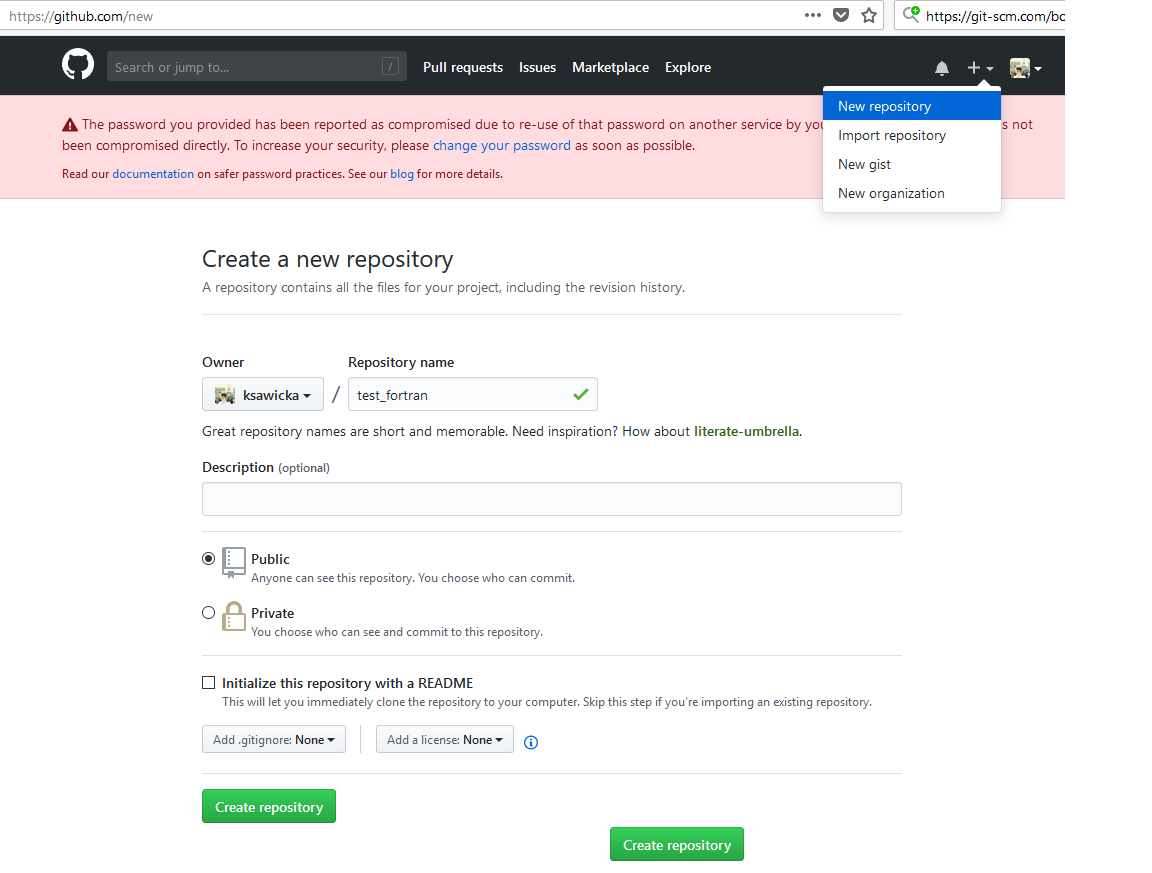 https://github.com/new
https://git-scm.com/bo
Search or jump to... /
Pull requests Issues Marketplace Explore
New repository
Import repository
New gist
New organization
The password you provided has been reported as compromised due to re-use of that password on another service by you s not
been compromised directly. To increase your security, please change your password as soon as possible.
Read our documentation on safer password practices. See our blog for more details.
Create a new repository
A repository contains all the files for your project, including the revision history.
Owner Repository name
ksawicka / test_fortran
Great repository names are short and memorable. Need inspiration? How about literate-umbrella.
Description (optional)
Public
Anyone can see this repository. You choose who can commit.
Private
You choose who can see and commit to this repository.
Initialize this repository with a README
This will let you immediately clone the repository to your computer. Skip this step if you're importing an existing repository.
Add .gitignore: None Add a license: None
Create repository
Create repository